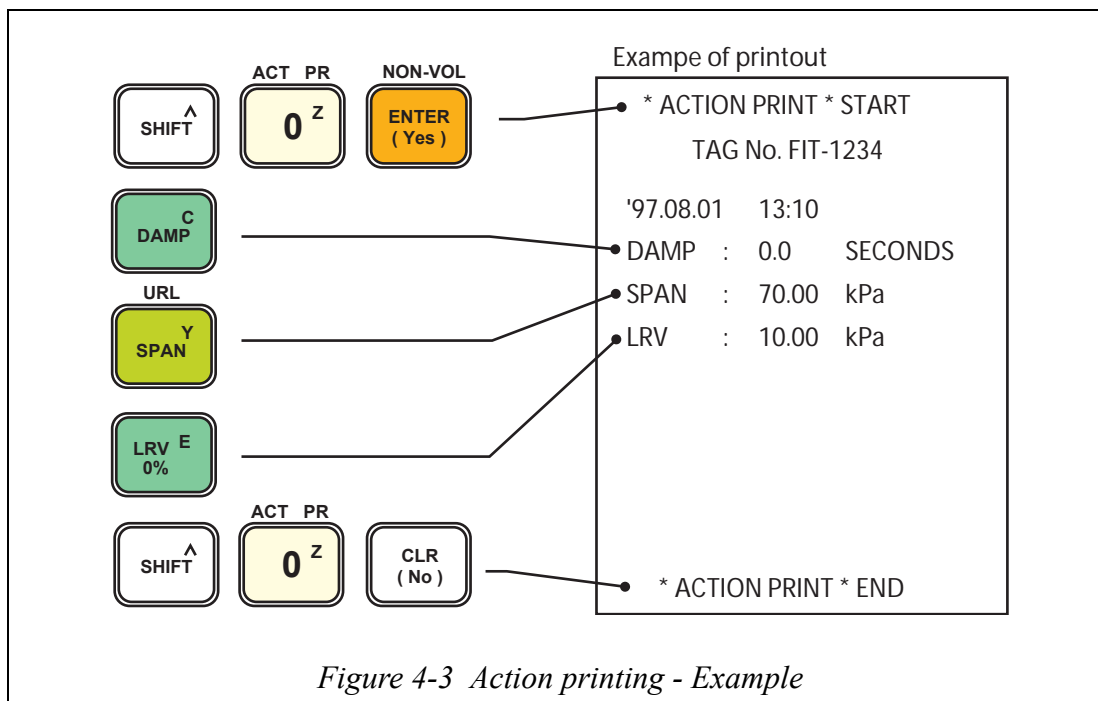 Exampe of printout
ACT PR
NON-VOL
SHIFT ^
0 Z
ENTER
( Yes )
* ACTION PRINT * START
TAG No. FIT-1234
'97.08.01 13:10
C
DAMP
DAMP : 0.0 SECONDS
URL
Y
SPAN
SPAN : 70.00 kPa
LRV E
0%
LRV : 10.00 kPa
ACT PR
SHIFT ^
0 Z
CLR
( No )
* ACTION PRINT * END
Figure 4-3 Action printing - Example